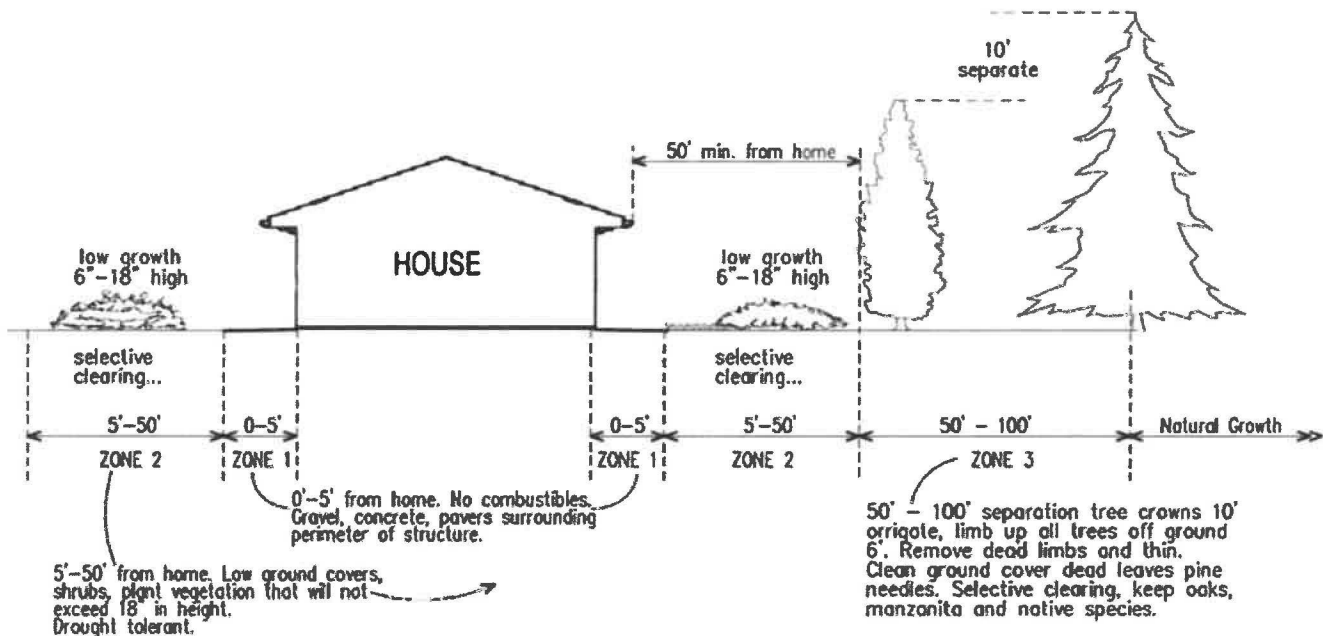 10'
separate
50' min. from home
low growth
6"-18" high
HOUSE
low growth
6"-18" high
selective
clearing...
selective
clearing...
5'-50'
0-5'
0-5'
5'-50'
50' - 100'
Natural Growth
ZONE 2
ZONE 1
ZONE 1
ZONE 2
ZONE 3
0'-5' from home. No combustibles.
Gravel, concrete, pavers surrounding
perimeter of structure.
50' - 100' separation tree crowns 10'
orrigate, limb up all trees off ground
6'. Remove dead limbs and thin.
Clean ground cover dead leaves pine
needles. Selective clearing, keep oaks,
manzanita and native species.
5'-50' from home. Low ground covers,
shrubs, plant vegetation that will not
exceed 18" in height.
Drought tolerant.